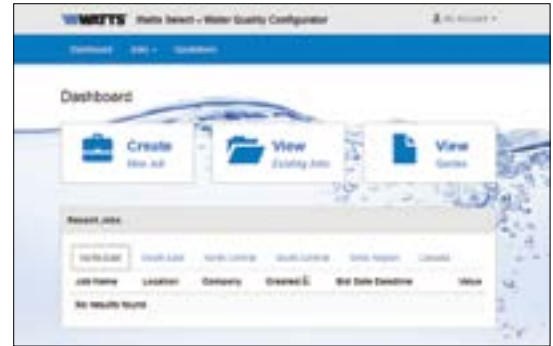 WATTS Watts Select – Water Quality Configurator My Account
Dashboard Jobs Quotations
Dashboard
Create View View
New Job Existing Jobs Quotes
Recent Jobs
North East South East North Central South Central West Region Canada
Job Name Location Company Created Bid Date Deadline Value
No results found